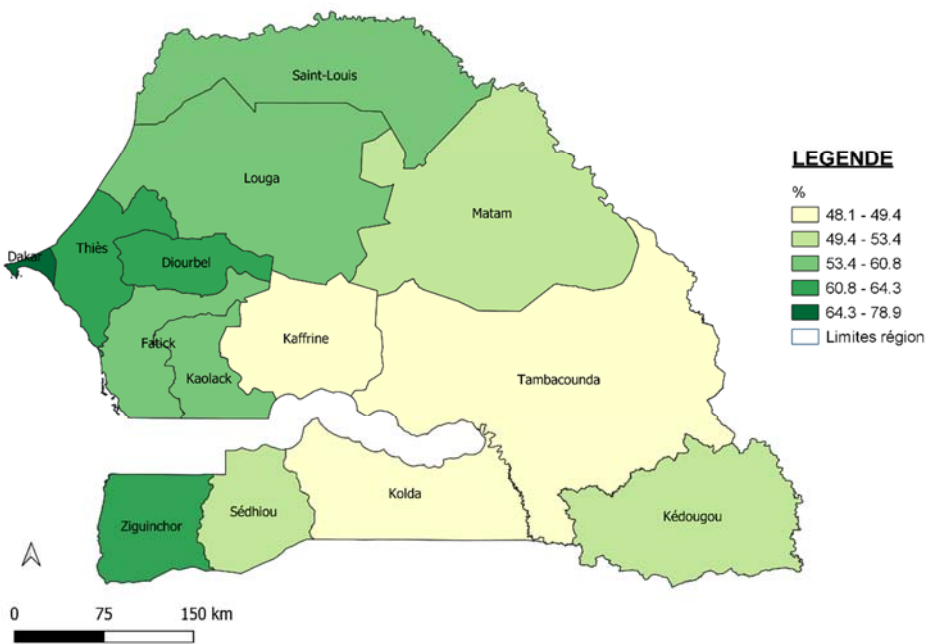 Saint-Louis
Louga
Matam
Dakar
Thiès
Diourbel
Fatick
Kaolack
Kaffrine
Tambacounda
Ziguinchor
Sédhiou
Kolda
Kédougou
LEGENDE
%
48.1 - 49.4
49.4 - 53.4
53.4 - 60.8
60.8 - 64.3
64.3 - 78.9
Limites région
0 75 150 km